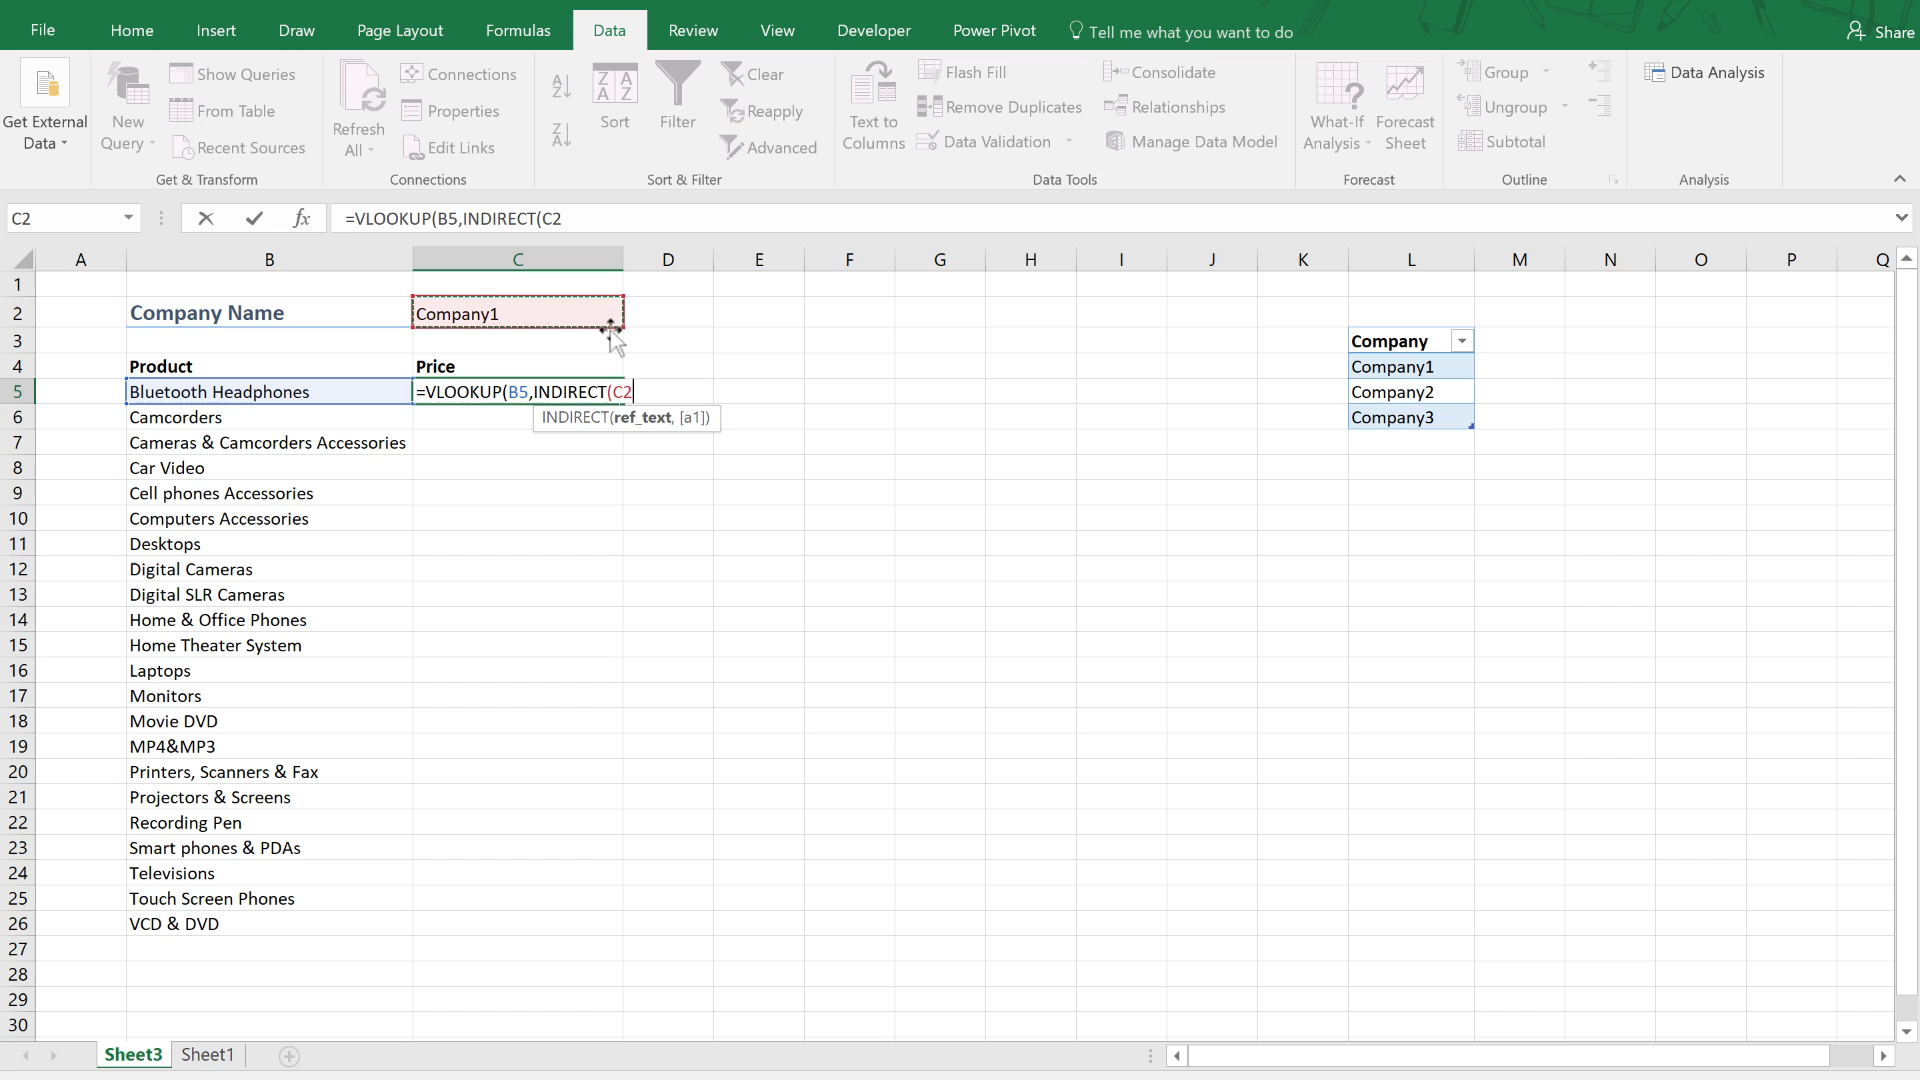 File Home Insert Draw Page Layout Formulas Data Review View Developer Power Pivot Tell me what you want to do Share
Get External Data
New Query
Show Queries
From Table
Recent Sources
Get & Transform
Refresh All
Connections
Properties
Edit Links
Connections
Sort
Filter
Clear
Reapply
Advanced
Sort & Filter
Text to Columns
Flash Fill
Remove Duplicates
Data Validation
Consolidate
Relationships
Manage Data Model
Data Tools
What-If Analysis
Forecast Sheet
Forecast
Group
Ungroup
Subtotal
Outline
Data Analysis
Analysis
C2 fx =VLOOKUP(B5,INDIRECT(C2
A B C D E F G H I J K L M N O P Q
1
2 Company Name Company1
3 Company
4 Product Price Company1
5 Bluetooth Headphones =VLOOKUP(B5,INDIRECT(C2 Company2
6 Camcorders INDIRECT(ref_text, [a1]) Company3
7 Cameras & Camcorders Accessories
8 Car Video
9 Cell phones Accessories
10 Computers Accessories
11 Desktops
12 Digital Cameras
13 Digital SLR Cameras
14 Home & Office Phones
15 Home Theater System
16 Laptops
17 Monitors
18 Movie DVD
19 MP4&MP3
20 Printers, Scanners & Fax
21 Projectors & Screens
22 Recording Pen
23 Smart phones & PDAs
24 Televisions
25 Touch Screen Phones
26 VCD & DVD
27
28
29
30
Sheet3 Sheet1